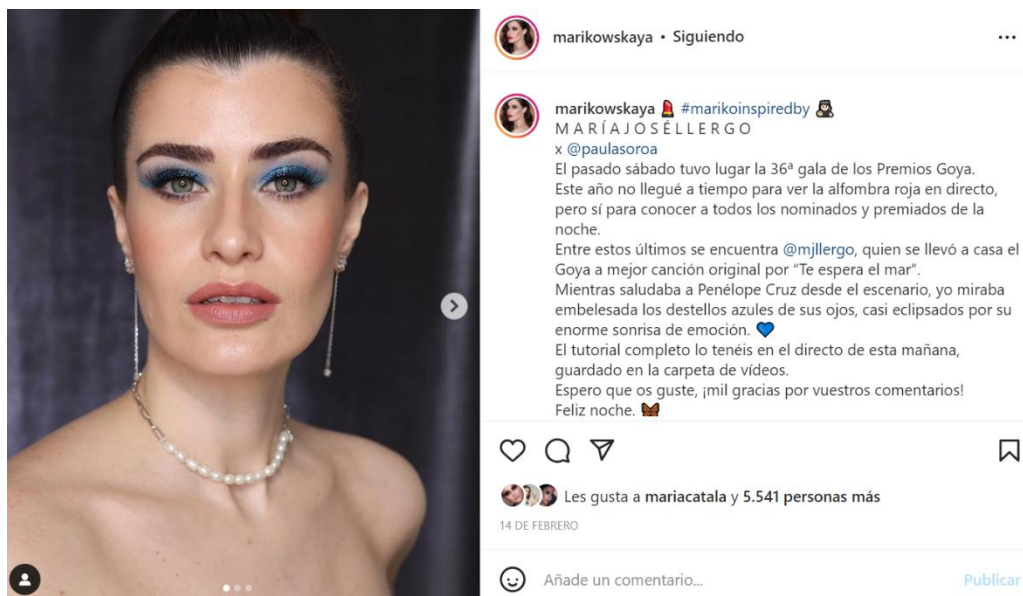 marikowskaya • Siguiendo
marikowskaya 💄 #marikoinspiredby 👩🏻
M A R Í A J O S É L L E R G O
x @paulasoroa
El pasado sábado tuvo lugar la 36ª gala de los Premios Goya.
Este año no llegué a tiempo para ver la alfombra roja en directo,
pero sí para conocer a todos los nominados y premiados de la
noche.
Entre estos últimos se encuentra @mjllergo, quien se llevó a casa el
Goya a mejor canción original por “Te espera el mar”.
Mientras saludaba a Penélope Cruz desde el escenario, yo miraba
embelesada los destellos azules de sus ojos, casi eclipsados por su
enorme sonrisa de emoción. 💙
El tutorial completo lo tenéis en el directo de esta mañana,
guardado en la carpeta de vídeos.
Espero que os guste, ¡mil gracias por vuestros comentarios!
Feliz noche. 🦋
Les gusta a mariacatala y 5.541 personas más
14 DE FEBRERO
Añade un comentario... Publicar